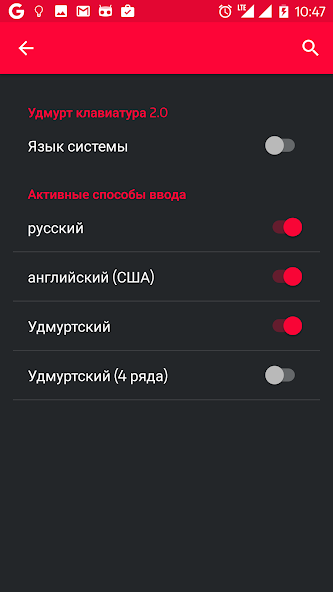 G LTE 10:47
Удмурт клавиатура 2.0
Язык системы
Активные способы ввода
русский
английский (США)
Удмуртский
Удмуртский (4 ряда)